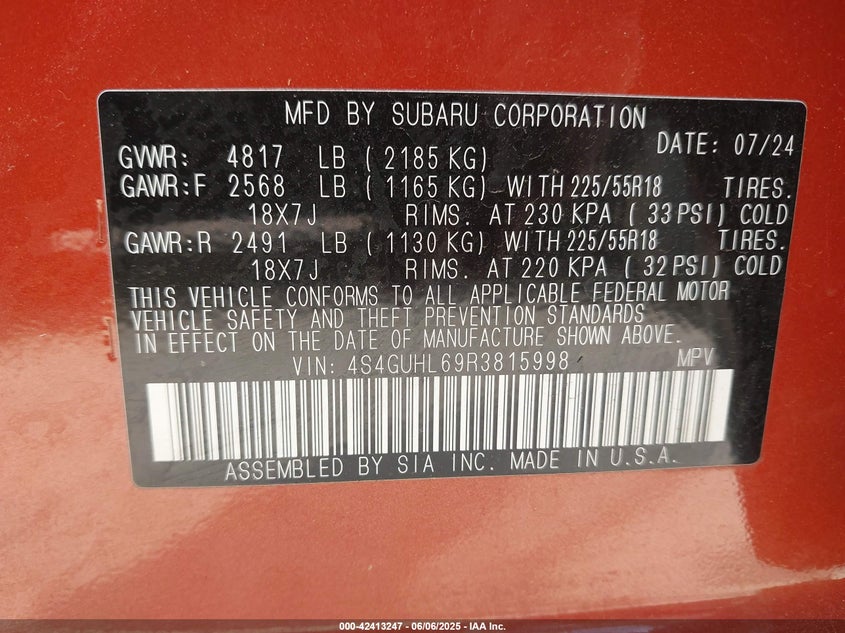 MFD BY SUBARU CORPORATION
DATE: 07/24
GVWR: 4817 LB ( 2185 KG)
GAWR:F 2568 LB ( 1165 KG) WITH 225/55R18 TIRES.
18X7J RIMS. AT 230 KPA ( 33 PSI) COLD
GAWR:R 2491 LB ( 1130 KG) WITH 225/55R18 TIRES.
18X7J RIMS. AT 220 KPA ( 32 PSI) COLD
THIS VEHICLE CONFORMS TO ALL APPLICABLE FEDERAL MOTOR
VEHICLE SAFETY AND THEFT PREVENTION STANDARDS
IN EFFECT ON THE DATE OF MANUFACTURE SHOWN ABOVE.
VIN: 4S4GUHL69R3815998 MPV
ASSEMBLED BY SIA INC. MADE IN U.S.A.
000-42413247 - 06/06/2025 - IAA Inc.